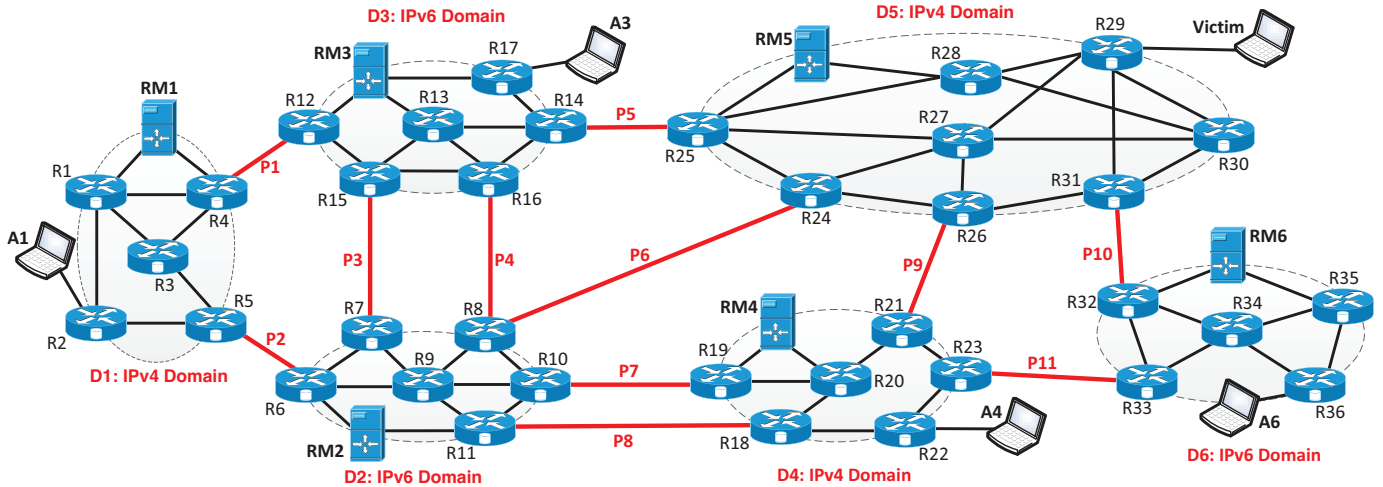 D3: IPv6 Domain
D5: IPv4 Domain
A3
R29
Victim
RM3
R17
RM5
R28
RM1
R12
R13
R14
R27
P5
R25
R30
R1
R4
P1
R15
R16
R24
R26
R31
A1
R3
R2
R5
P3
P4
P6
P9
P10
RM6
R35
R32
R34
P2
R7
R8
RM4
R21
R9
R10
R19
R20
R23
P11
R33
R36
R6
P7
D1: IPv4 Domain
RM2
R11
P8
R18
R22
A4
A6
D2: IPv6 Domain
D4: IPv4 Domain
D6: IPv6 Domain